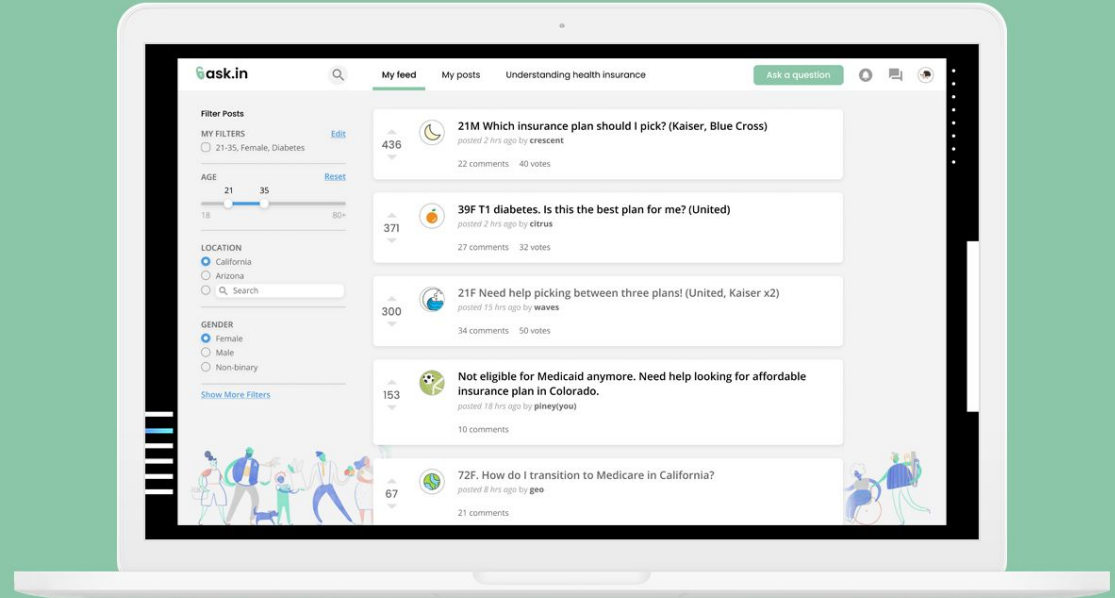 ask.in
My feed
My posts
Understanding health insurance
Ask a question
Filter Posts
MY FILTERS
Edit
21-35, Female, Diabetes
AGE
Reset
21
35
18
80+
LOCATION
California
Arizona
Search
GENDER
Female
Male
Non-binary
Show More Filters
436
21M Which insurance plan should I pick? (Kaiser, Blue Cross)
posted 2 hrs ago by crescent
22 comments
40 votes
371
39F T1 diabetes. Is this the best plan for me? (United)
posted 2 hrs ago by citrus
27 comments
32 votes
300
21F Need help picking between three plans! (United, Kaiser x2)
posted 15 hrs ago by waves
34 comments
50 votes
153
Not eligible for Medicaid anymore. Need help looking for affordable
insurance plan in Colorado.
posted 18 hrs ago by piney(you)
10 comments
67
72F. How do I transition to Medicare in California?
posted 8 hrs ago by geo
21 comments